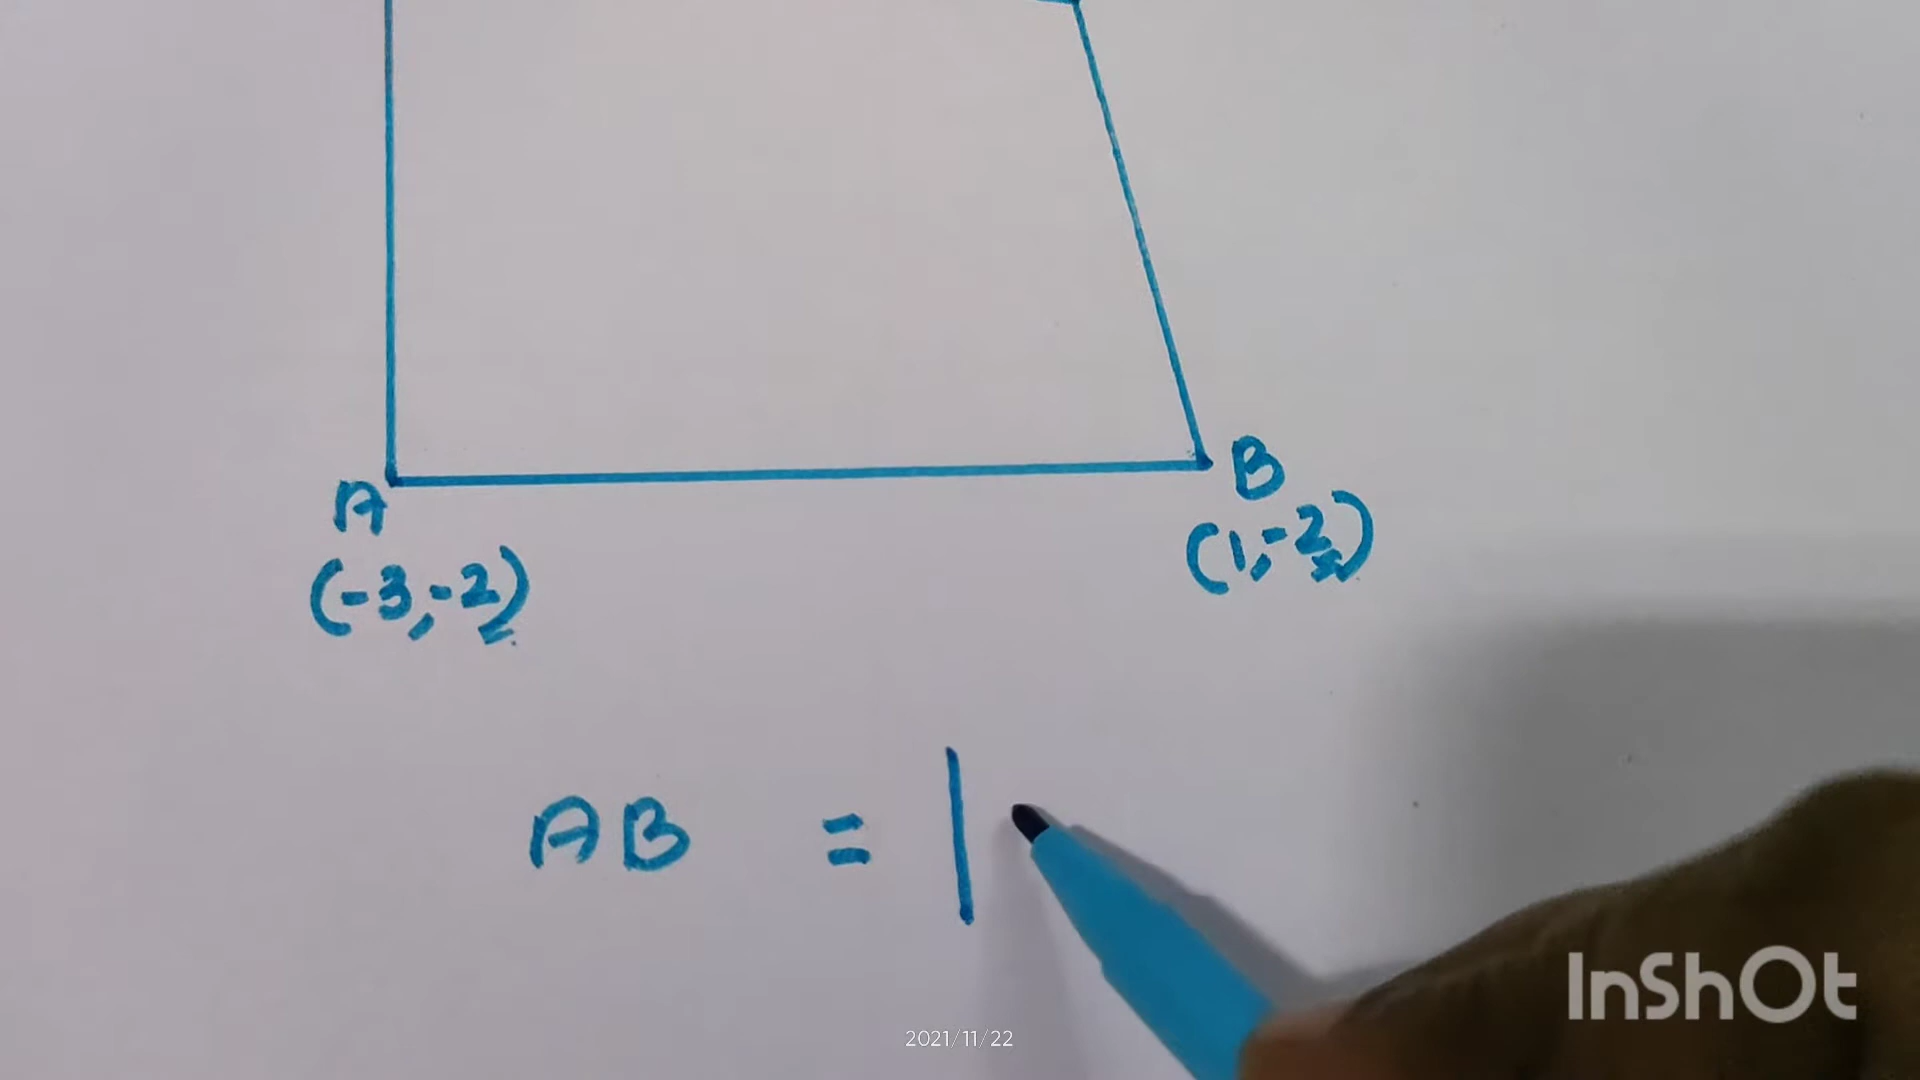 A
B
(-3,-2)
(1,-2)
AB = |
InShOt
2021/11/22